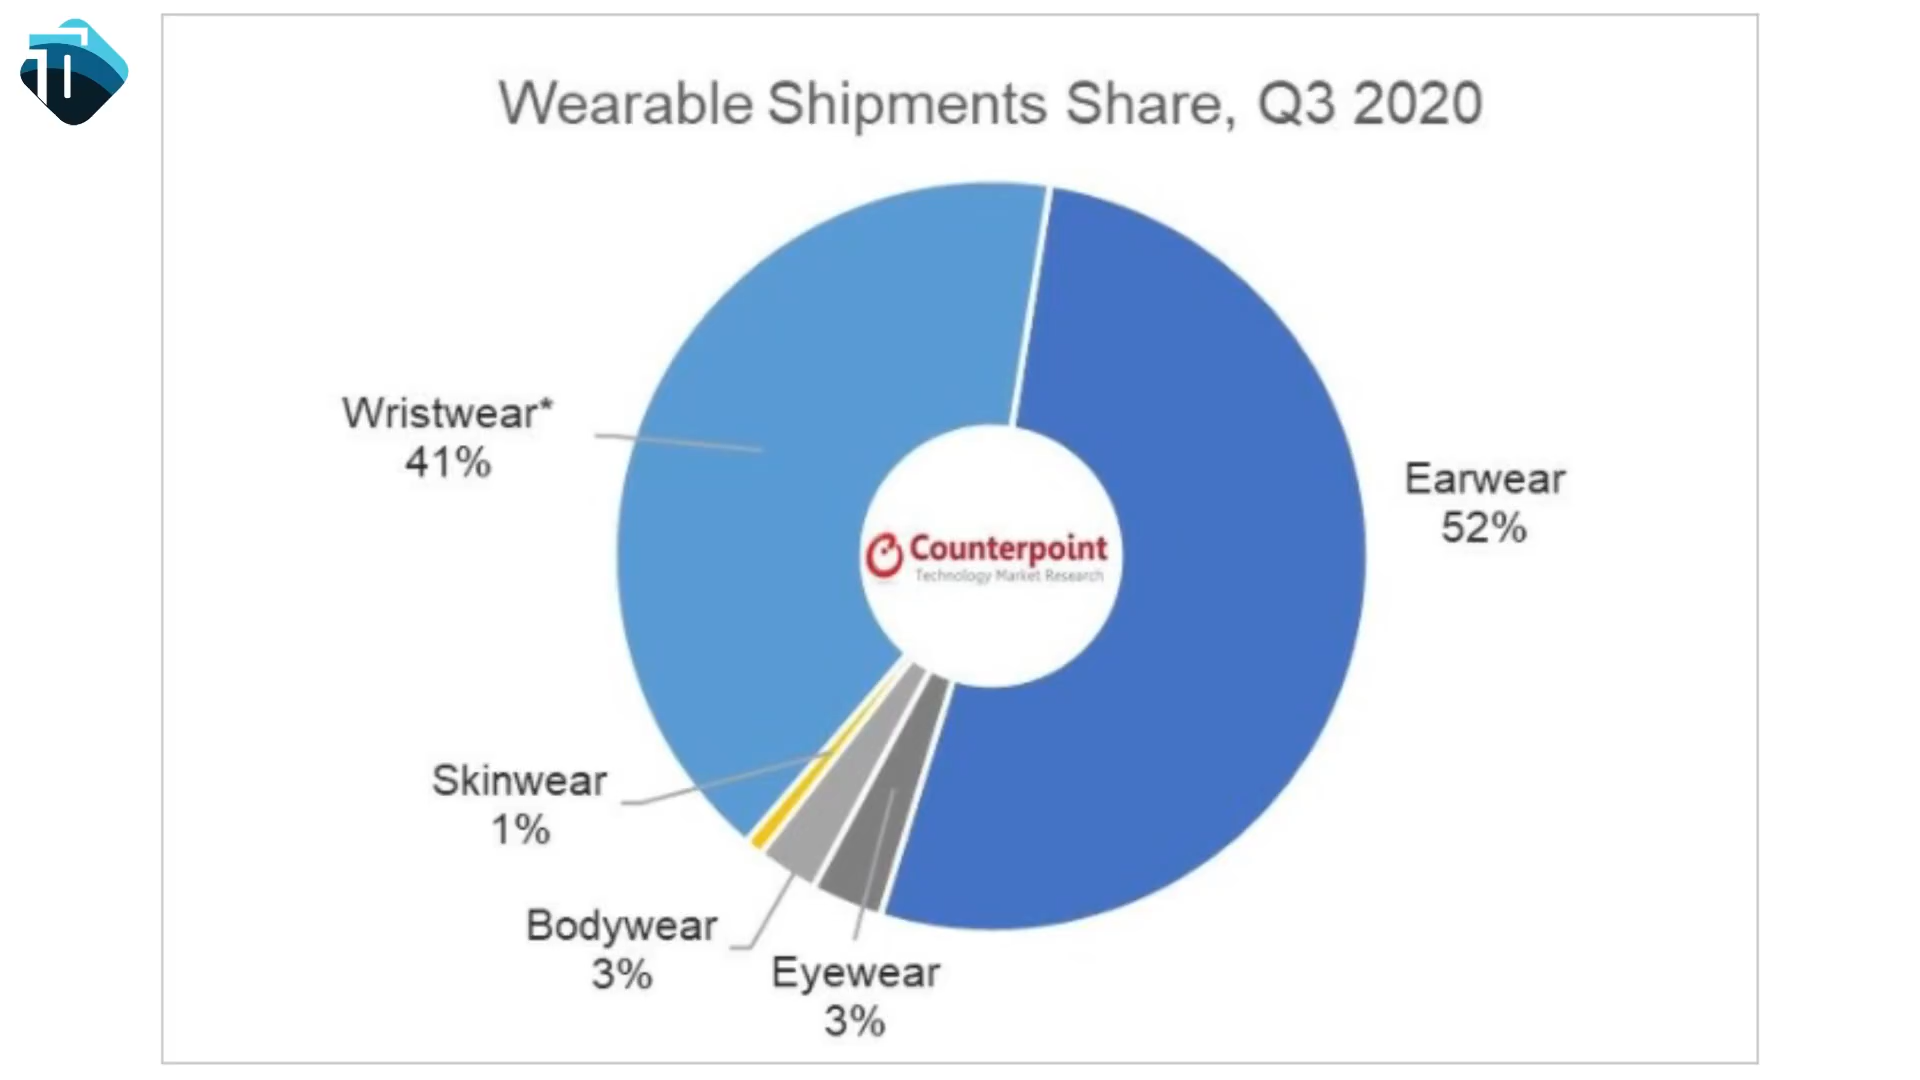 Wearable Shipments Share, Q3 2020
Wristwear*
41%
Earwear
52%
Counterpoint
Technology Market Research
Skinwear
1%
Bodywear
3%
Eyewear
3%